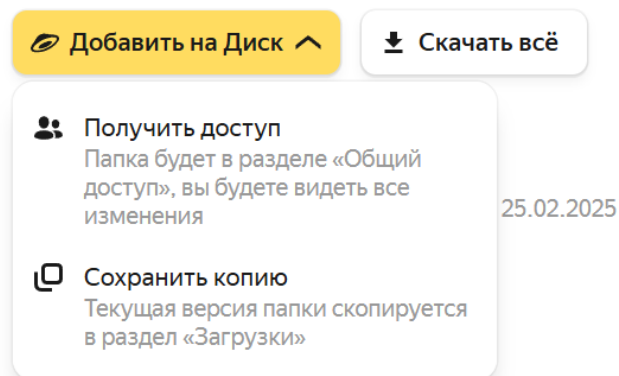 Добавить на Диск
Скачать всё
Получить доступ
Папка будет в разделе «Общий
доступ», вы будете видеть все
изменения
25.02.2025
Сохранить копию
Текущая версия папки скопируется
в раздел «Загрузки»